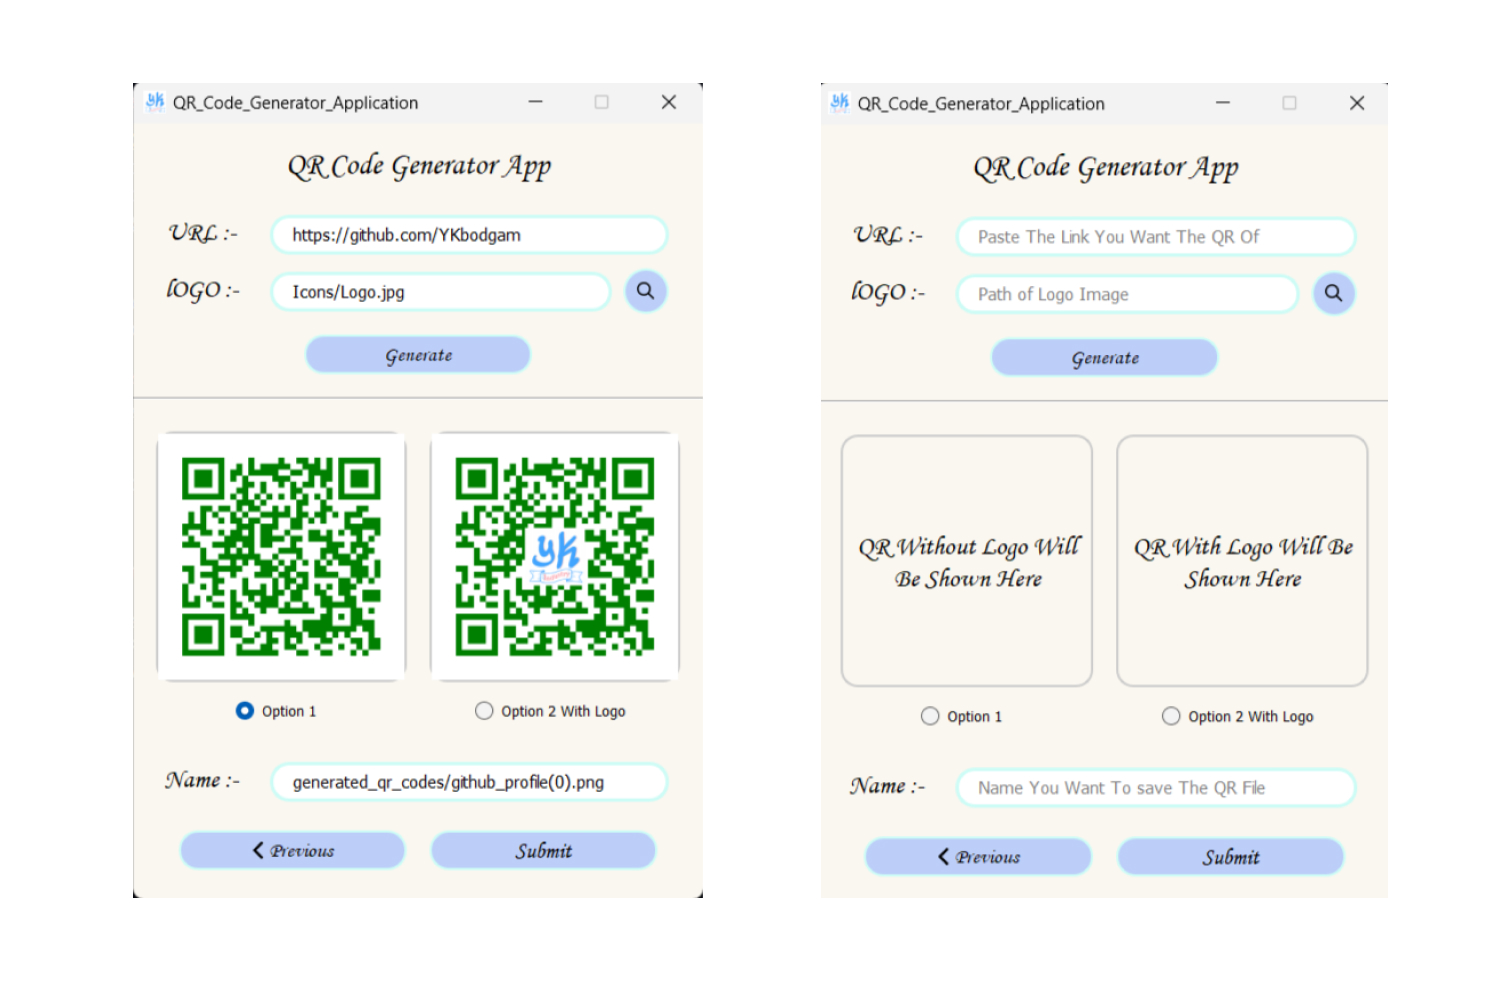 QR_Code_Generator_Application
QR Code Generator App
URL :- https://github.com/YKbodgam
lOGO :- Icons/Logo.jpg
Generate
yk
Option 1
Option 2 With Logo
Name :- generated_qr_codes/github_profile(0).png
Previous
Submit
QR_Code_Generator_Application
QR Code Generator App
URL :- Paste The Link You Want The QR Of
lOGO :- Path of Logo Image
Generate
QR Without Logo Will
Be Shown Here
QR With Logo Will Be
Shown Here
Option 1
Option 2 With Logo
Name :- Name You Want To save The QR File
Previous
Submit